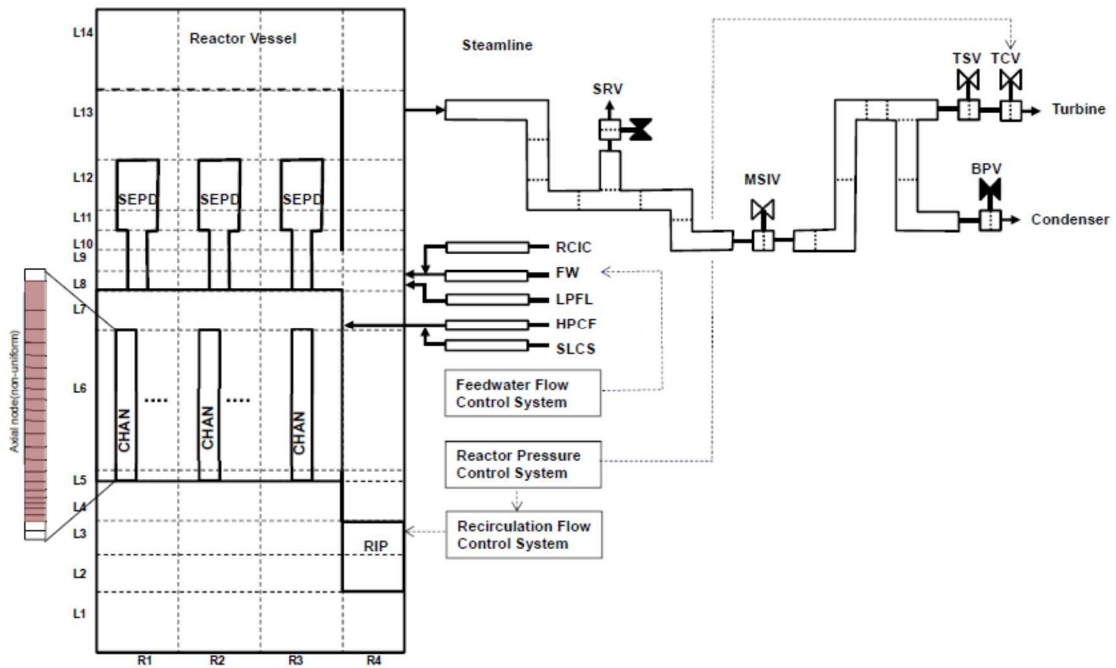 L14
Reactor Vessel
Steamline
TSV TCV
SRV
Turbine
L13
L12
SEPD SEPD SEPD
MSIV
BPV
Condenser
L11
L10
L9
RCIC
FW
L8
LPFL
L7
HPCF
SLCS
Axial node(non-uniform)
L6
CHAN CHAN CHAN
Feedwater Flow
Control System
Reactor Pressure
Control System
L5
L4
Recirculation Flow
Control System
L3
RIP
L2
L1
R1 R2 R3 R4